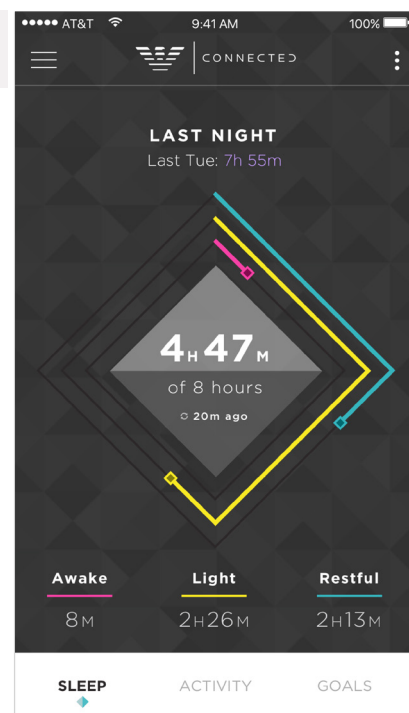 AT&T 9:41 AM 100%
CONNECTED
LAST NIGHT
Last Tue: 7h 55m
4H 47M
of 8 hours
20m ago
Awake Light Restful
8M 2H26M 2H13M
SLEEP ACTIVITY GOALS